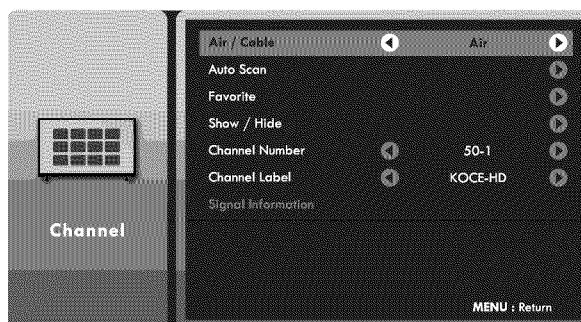 Air / Cable Air
Auto Scan
Favorite
Show / Hide
Channel Number 50-1
Channel Label KOCE-HD
Signal Information
Channel
MENU : Return